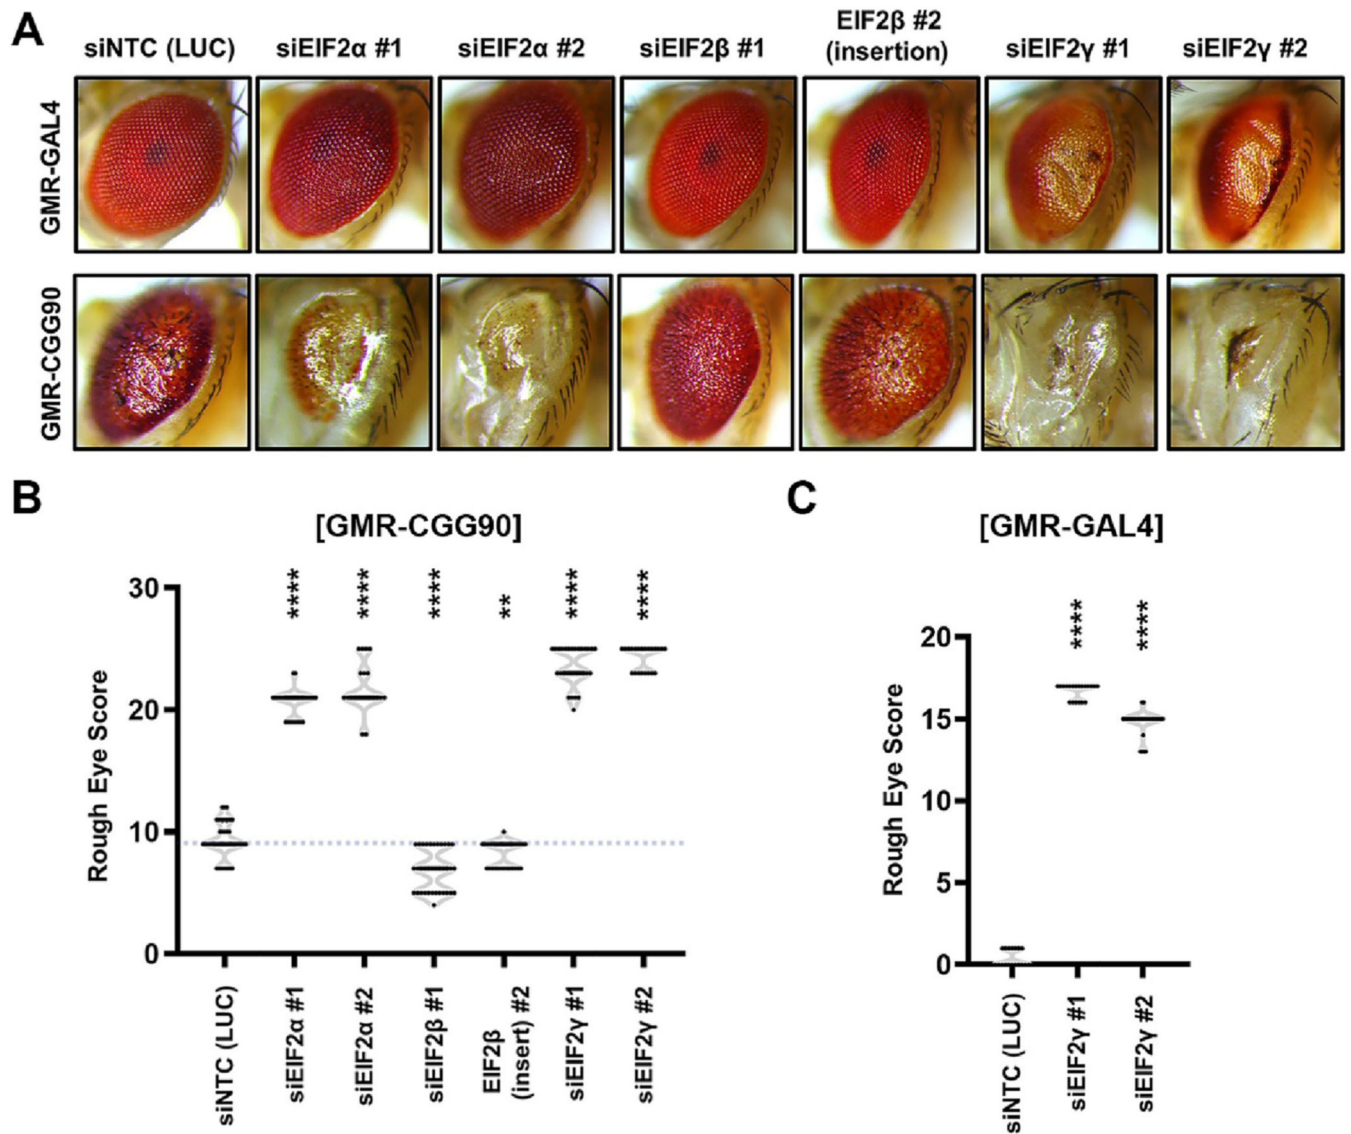 A
siNTC (LUC)
siEIF2α #1
siEIF2α #2
siEIF2β #1
EIF2β #2
(insertion)
siEIF2γ #1
siEIF2γ #2
GMR-GAL4
GMR-CGG90
B
[GMR-CGG90]
Rough Eye Score
30
20
10
0
****
****
****
**
****
****
siNTC (LUC)
siEIF2α #1
siEIF2α #2
siEIF2β #1
EIF2β
(insert) #2
siEIF2γ #1
siEIF2γ #2
C
[GMR-GAL4]
Rough Eye Score
20
15
10
5
0
****
****
siNTC (LUC)
siEIF2γ #1
siEIF2γ #2